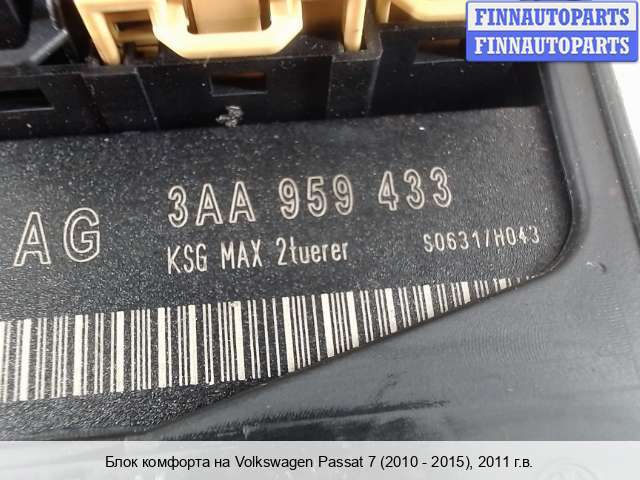 FINNAUTOPARTS
FINNAUTOPARTS
AG 3AA 959 433
KSG MAX 2tuerer S0631/H043
Блок комфорта на Volkswagen Passat 7 (2010 - 2015), 2011 г.в.